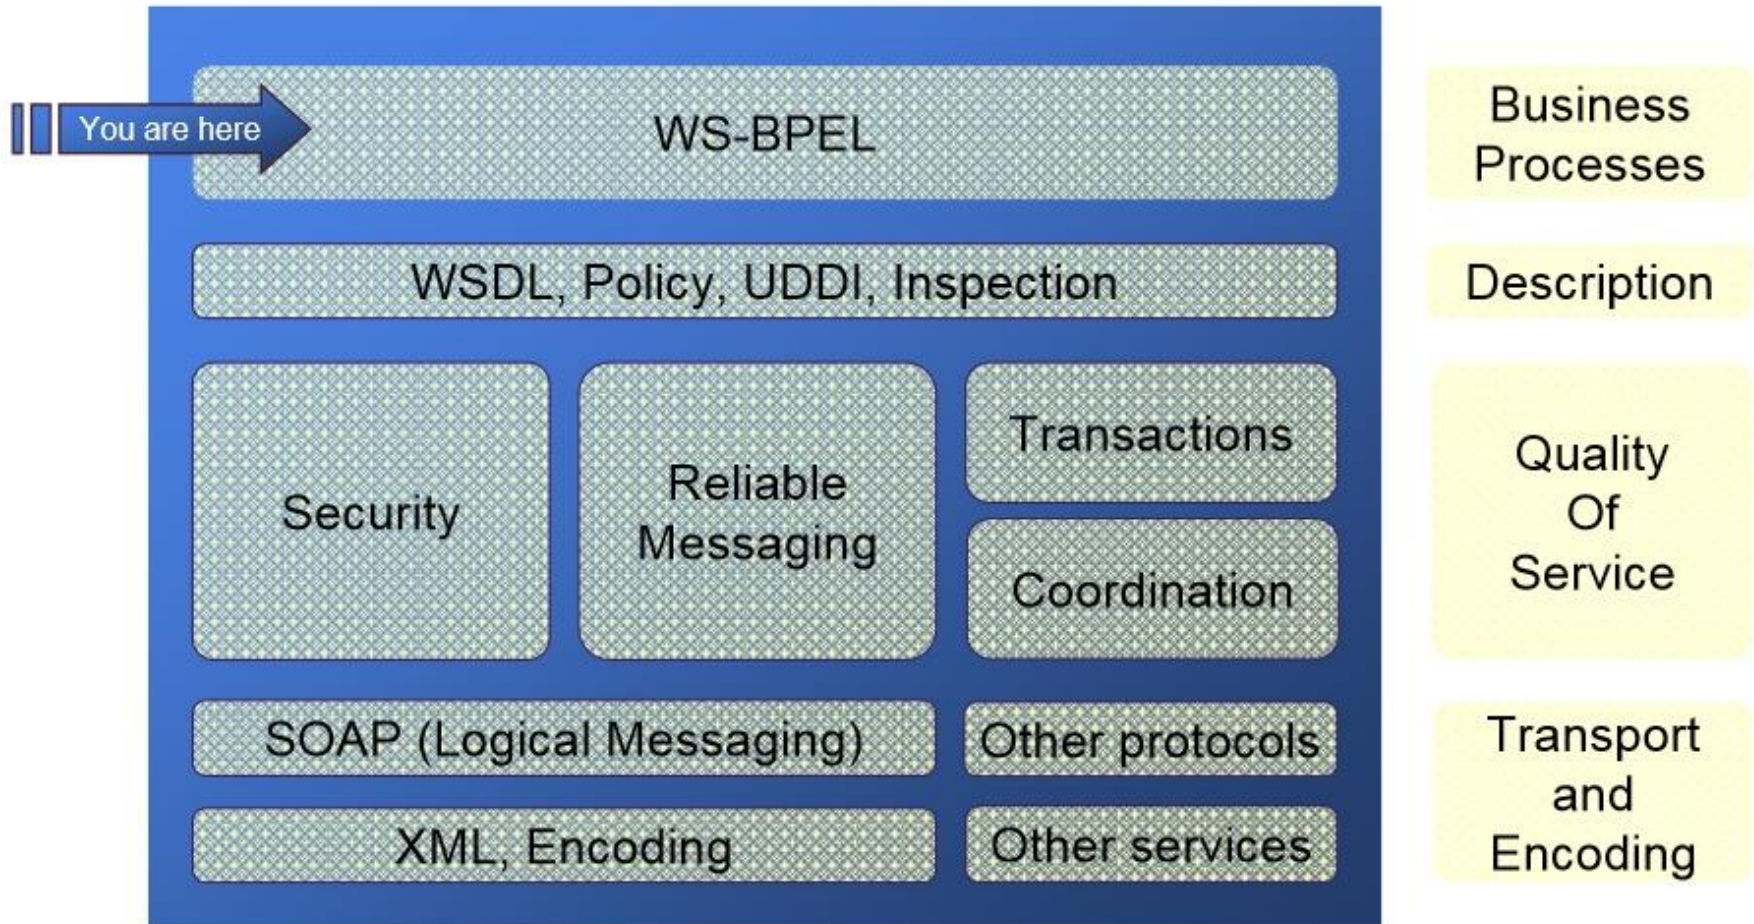 You are here
WS-BPEL
Business
Processes
WSDL, Policy, UDDI, Inspection
Description
Security
Reliable
Messaging
Transactions
Coordination
Quality
Of
Service
SOAP (Logical Messaging)
Other protocols
XML, Encoding
Other services
Transport
and
Encoding